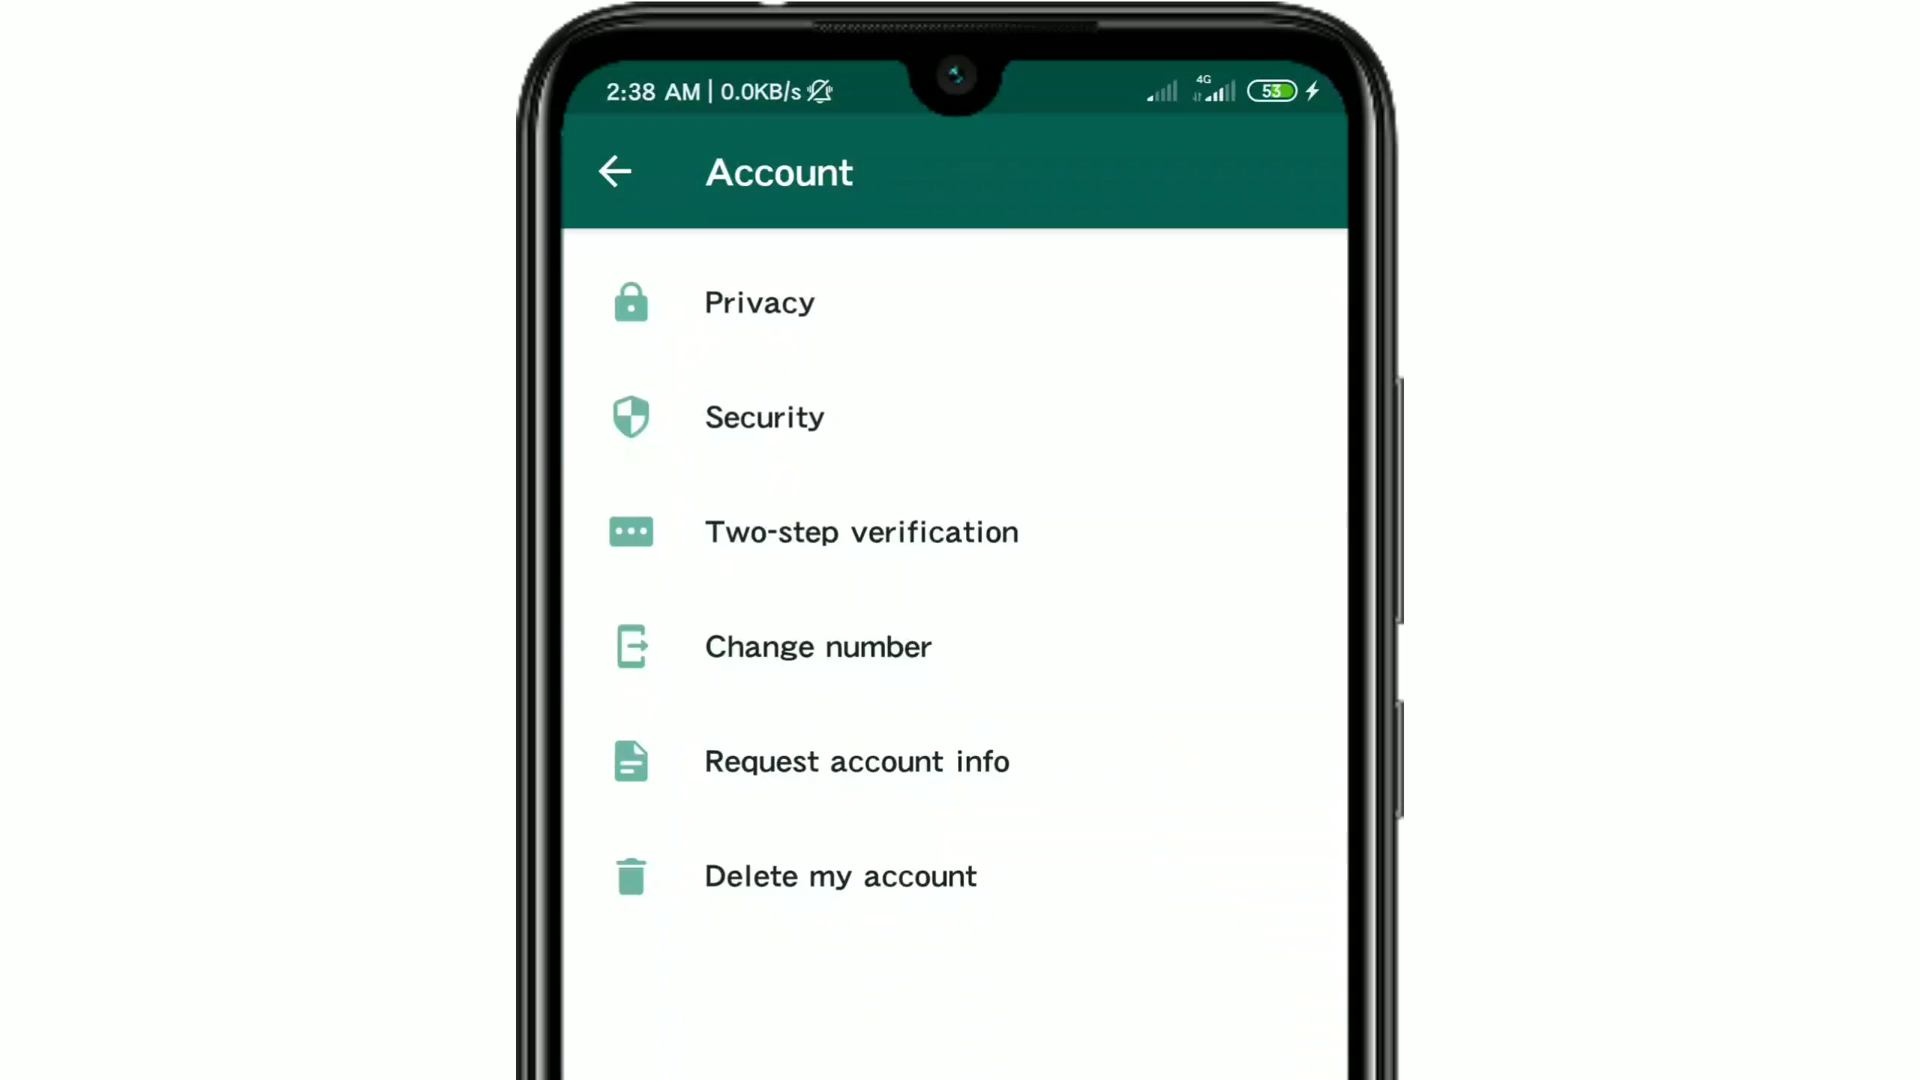 2:38 AM | 0.0KB/s 4G 53
Account
Privacy
Security
Two-step verification
Change number
Request account info
Delete my account